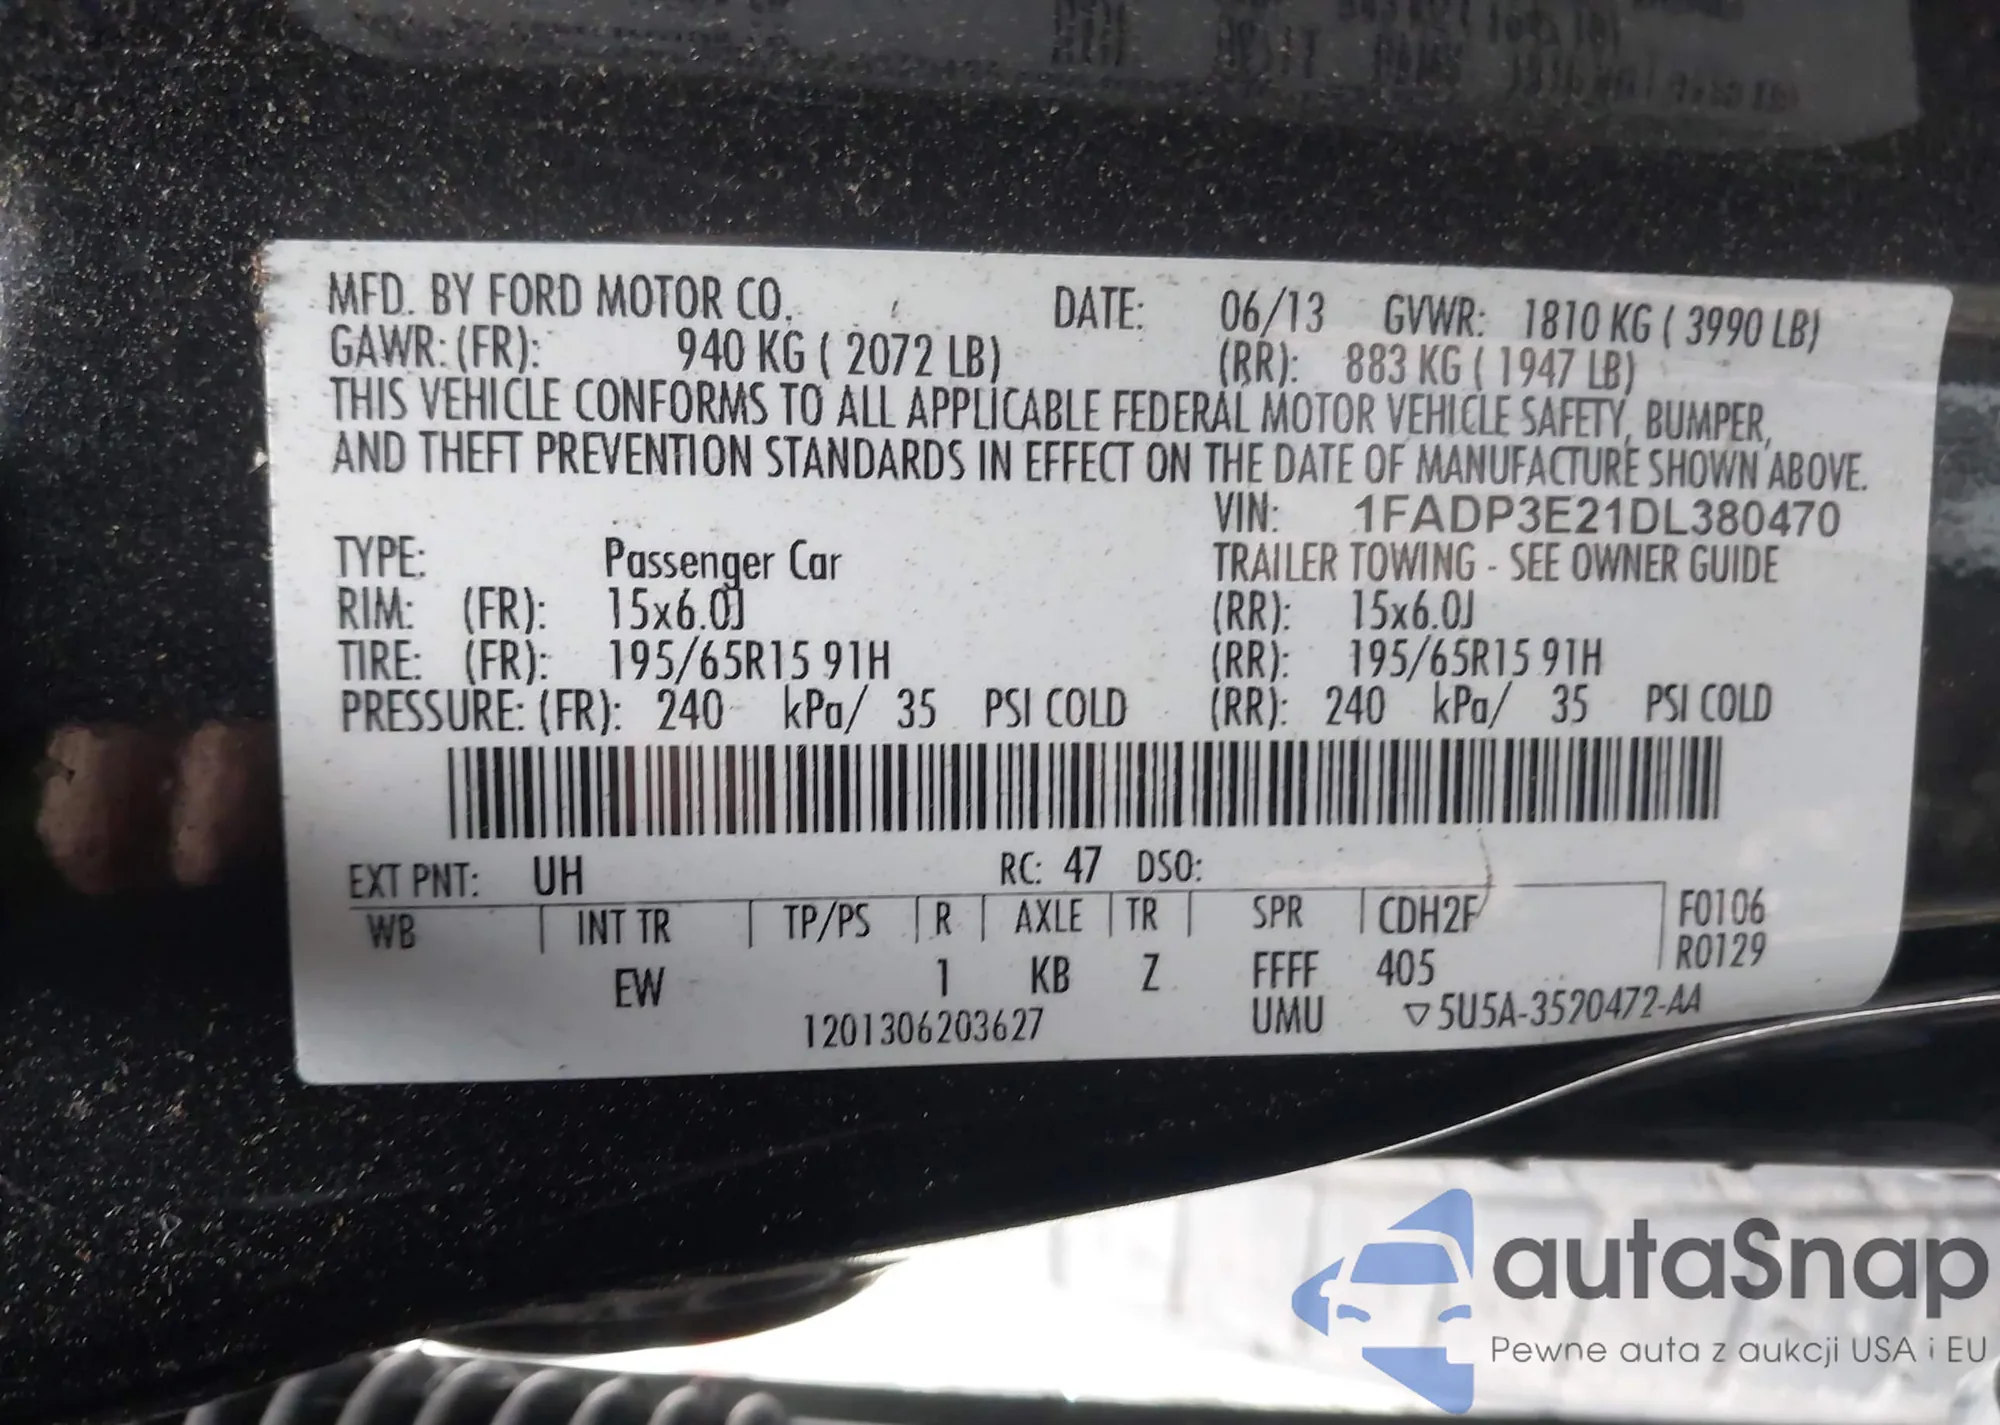 MFD. BY FORD MOTOR CO. DATE: 06/13 GVWR: 1810 KG ( 3990 LB)
GAWR: (FR): 940 KG ( 2072 LB) (RR): 883 KG ( 1947 LB)
THIS VEHICLE CONFORMS TO ALL APPLICABLE FEDERAL MOTOR VEHICLE SAFETY, BUMPER,
AND THEFT PREVENTION STANDARDS IN EFFECT ON THE DATE OF MANUFACTURE SHOWN ABOVE.
VIN: 1FADP3E21DL380470
TYPE: Passenger Car TRAILER TOWING - SEE OWNER GUIDE
RIM: (FR): 15x6.0J (RR): 15x6.0J
TIRE: (FR): 195/65R15 91H (RR): 195/65R15 91H
PRESSURE: (FR): 240 kPa/ 35 PSI COLD (RR): 240 kPa/ 35 PSI COLD
EXT PNT: UH RC: 47 DSO:
WB INT TR TP/PS R AXLE TR SPR CDH2F F0106
R0129
EW 1 KB Z FFFF 405
1201306203627 UMU ▽5U5A-3520472-AA
autaSnap
Pewne auta z aukcji USA i EU